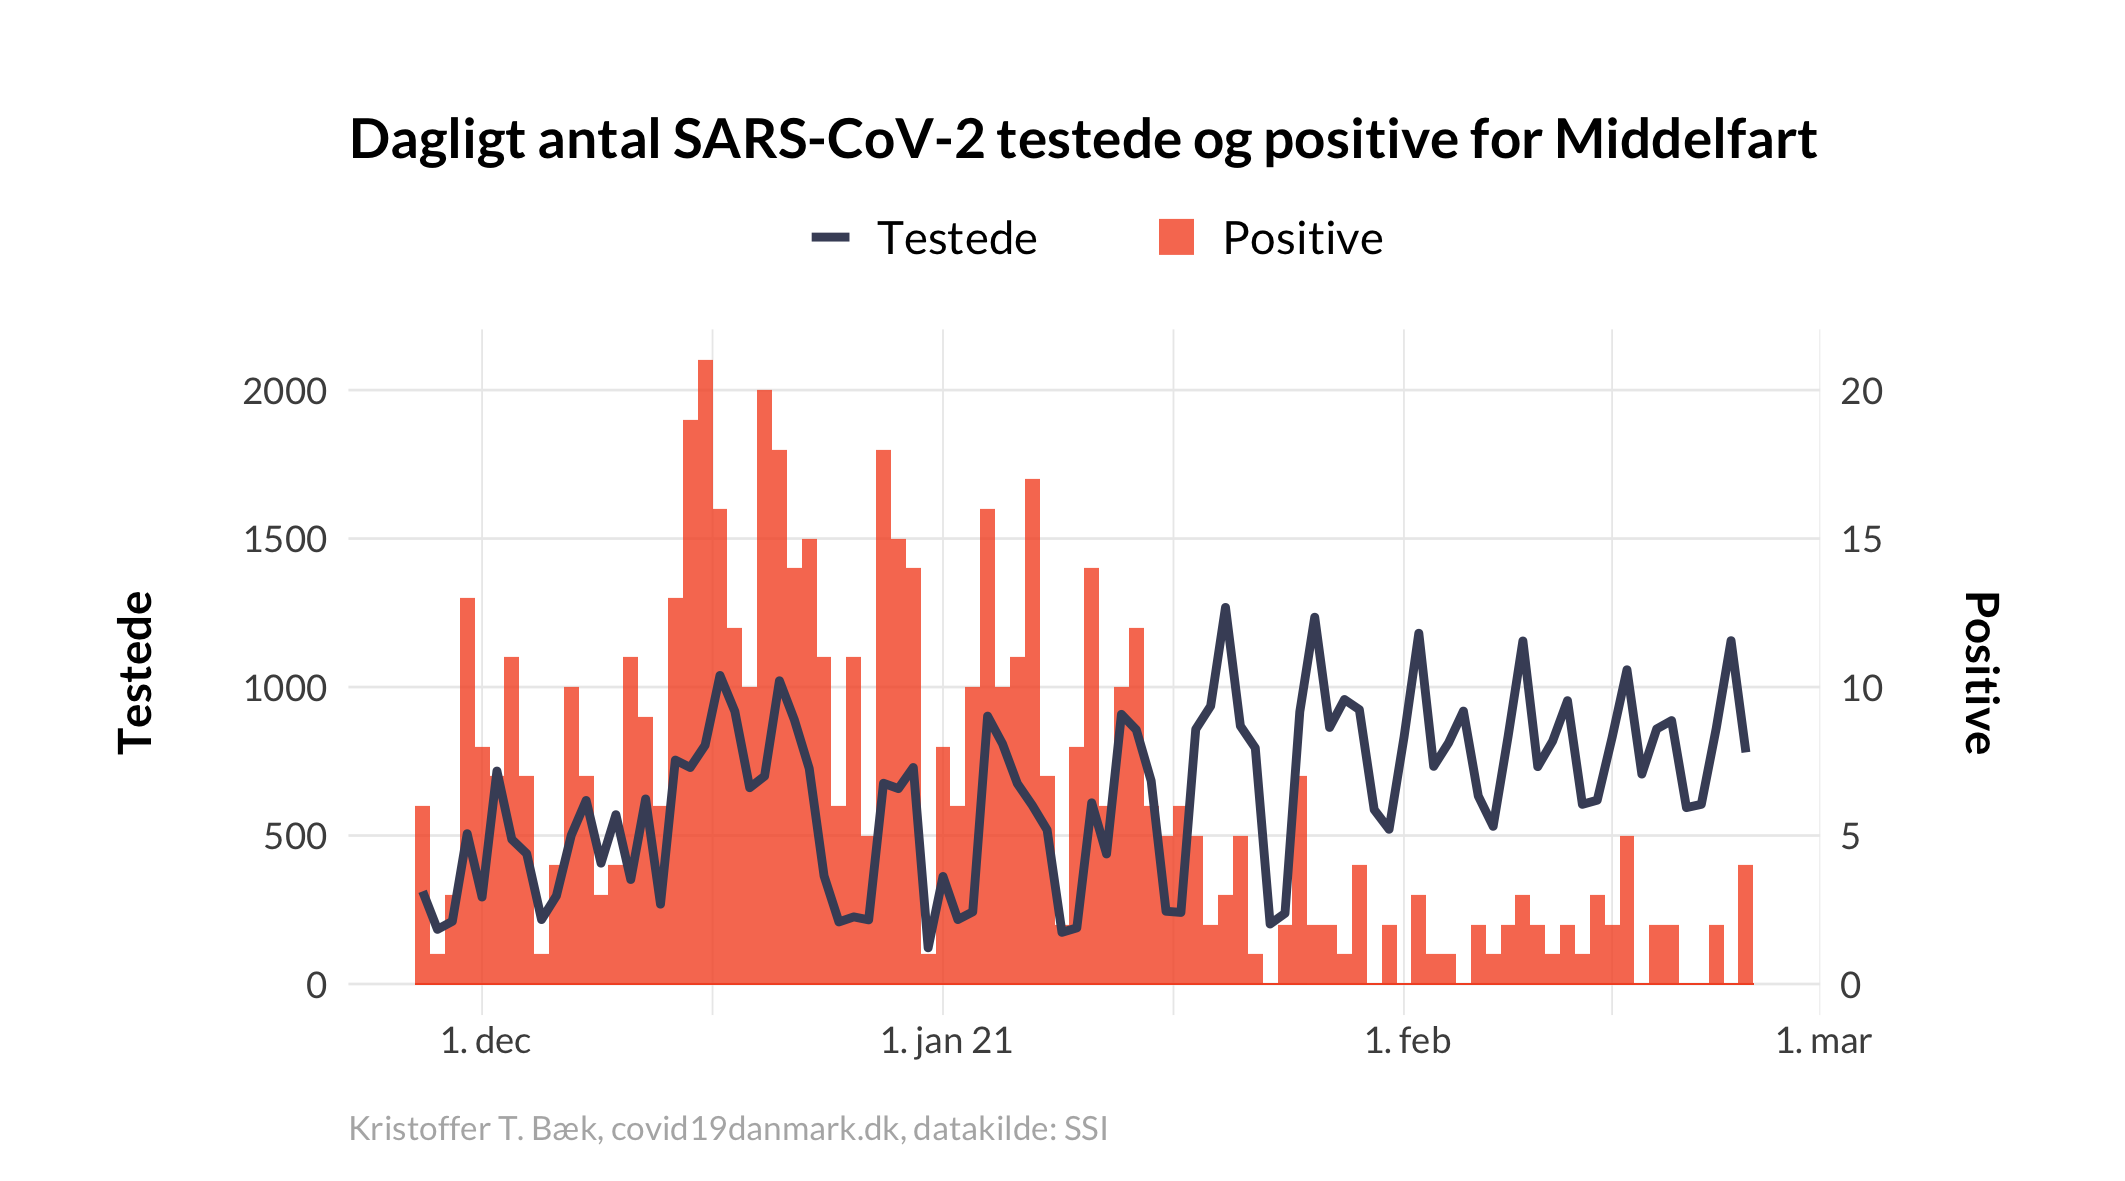 Dagligt antal SARS-CoV-2 testede og positive for Middelfart
Testede Positive
2000 20
1500 15
1000 10
500 5
0 0
Testede
Positive
1. dec 1. jan 21 1. feb 1. mar
Kristoffer T. Bæk, covid19danmark.dk, datakilde: SSI